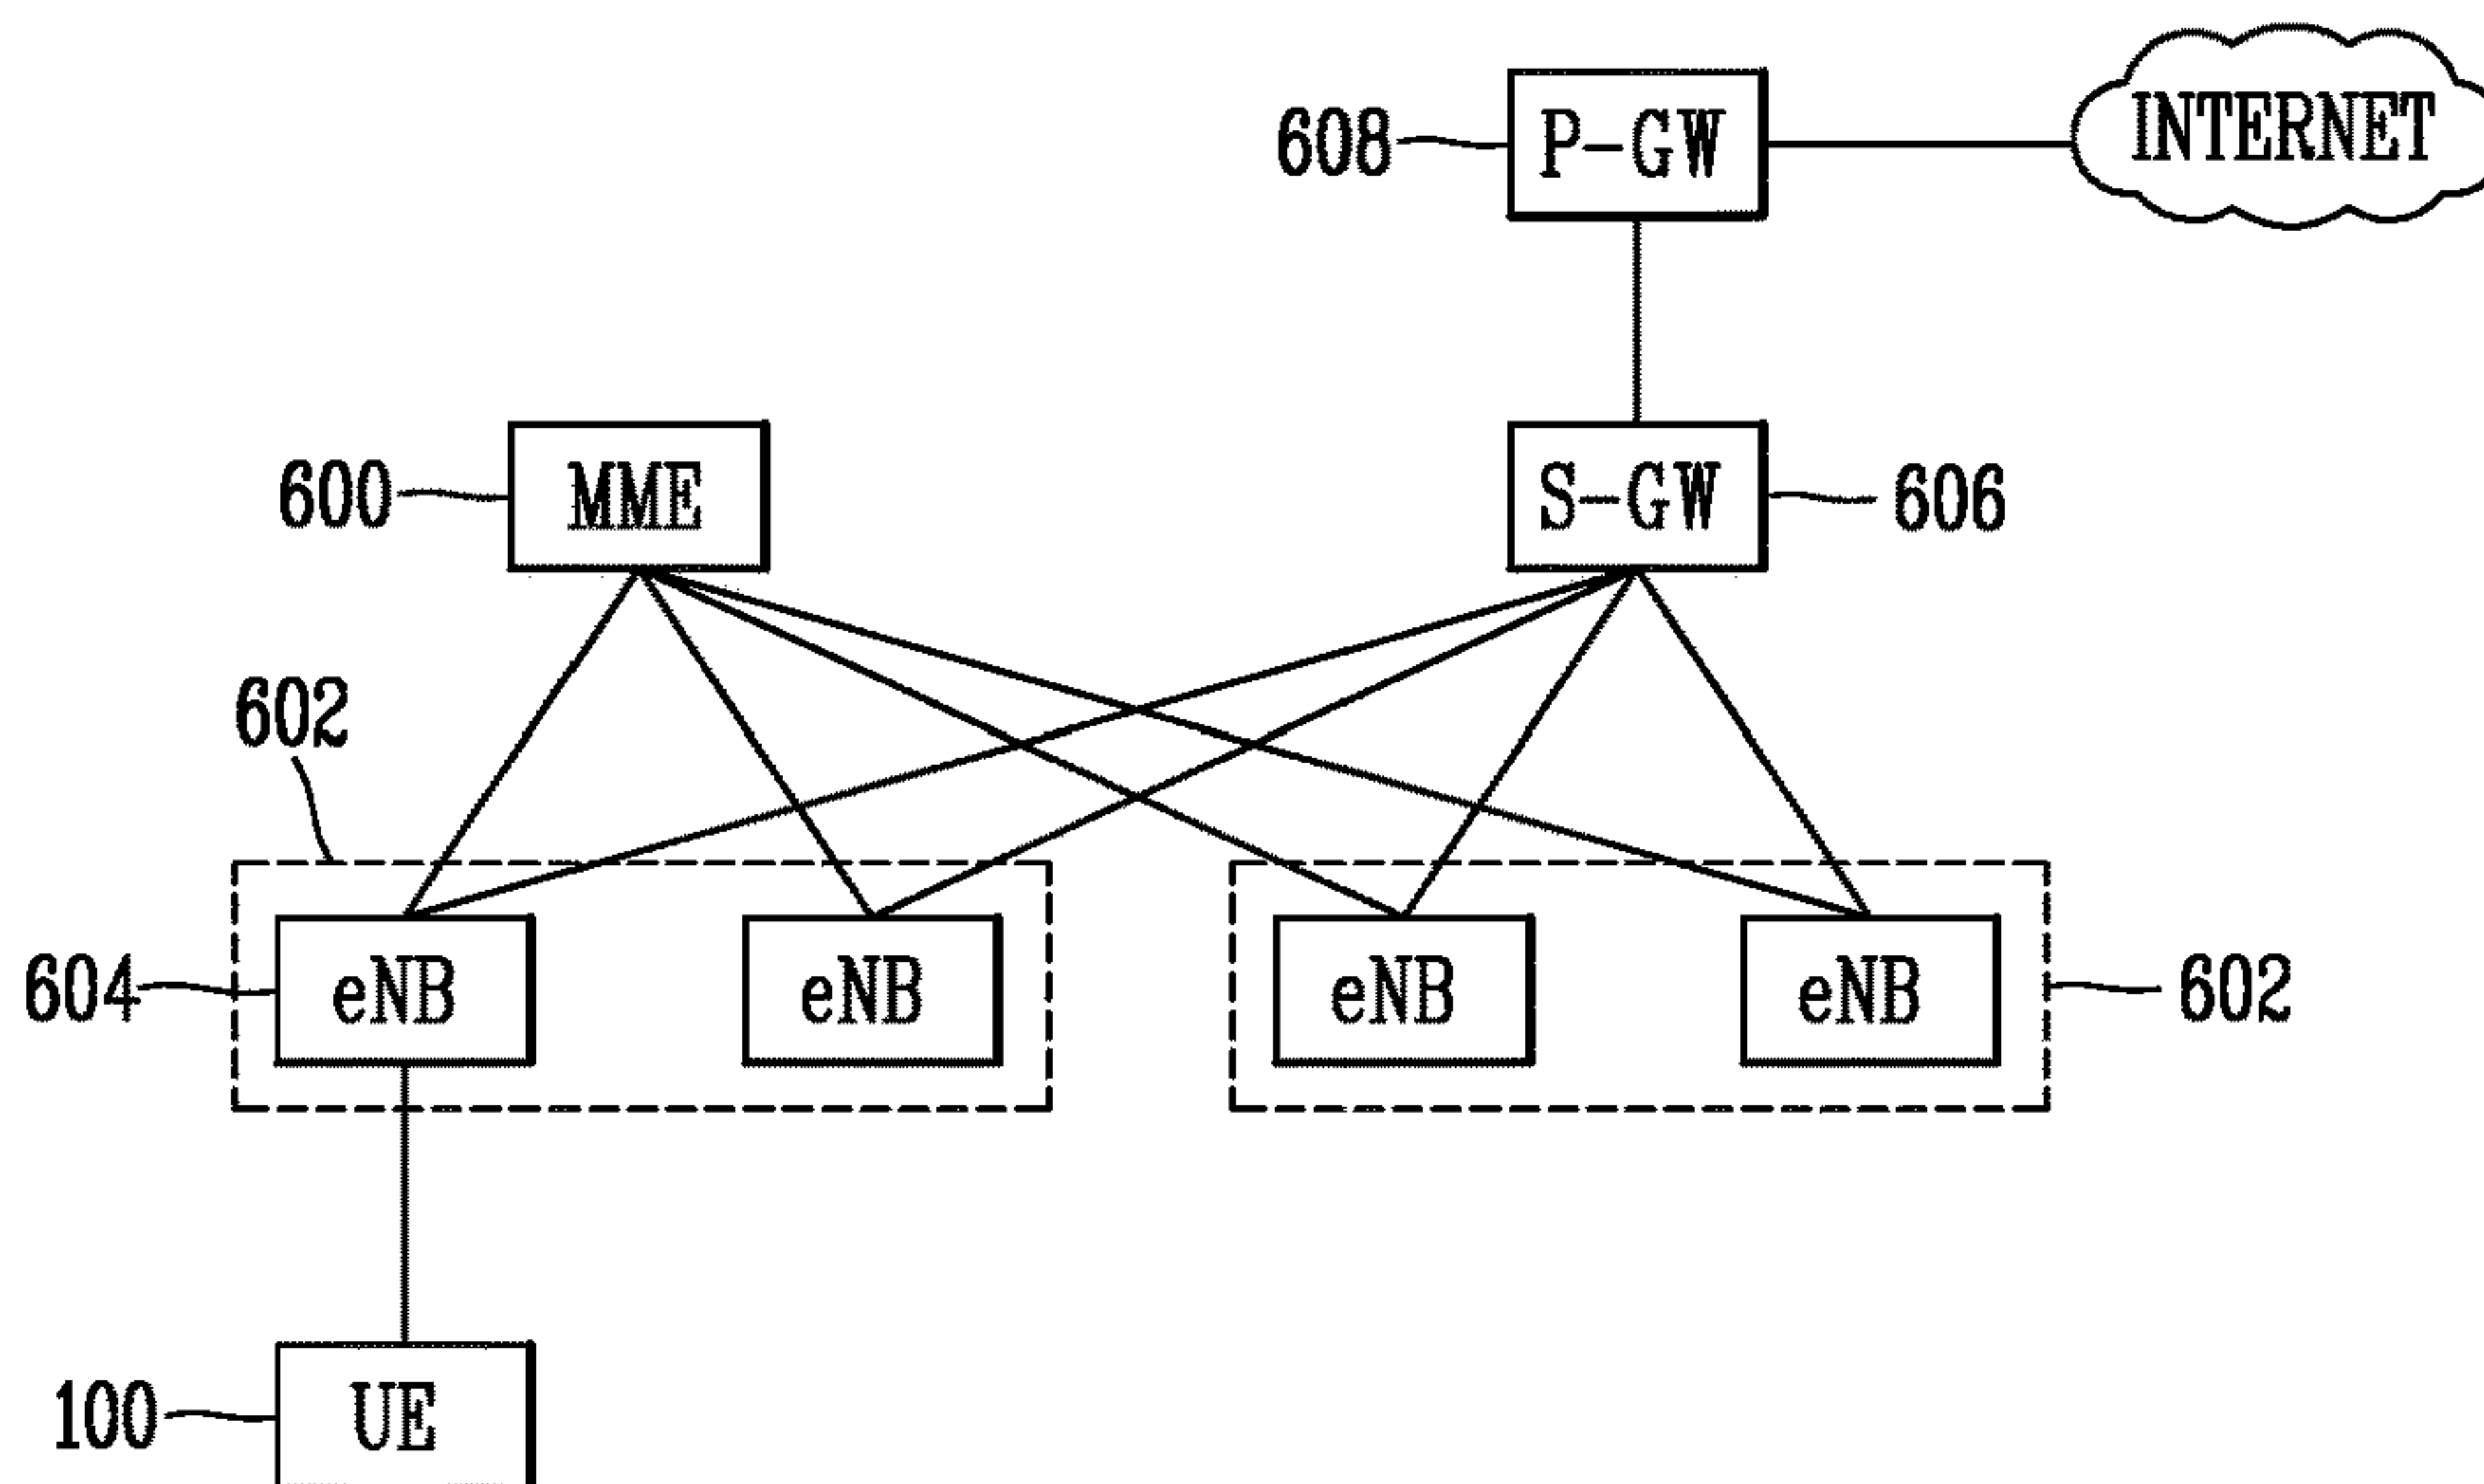 608 P-GW INTERNET
600 MME S-GW 606
602
604 eNB eNB eNB eNB 602
100 UE